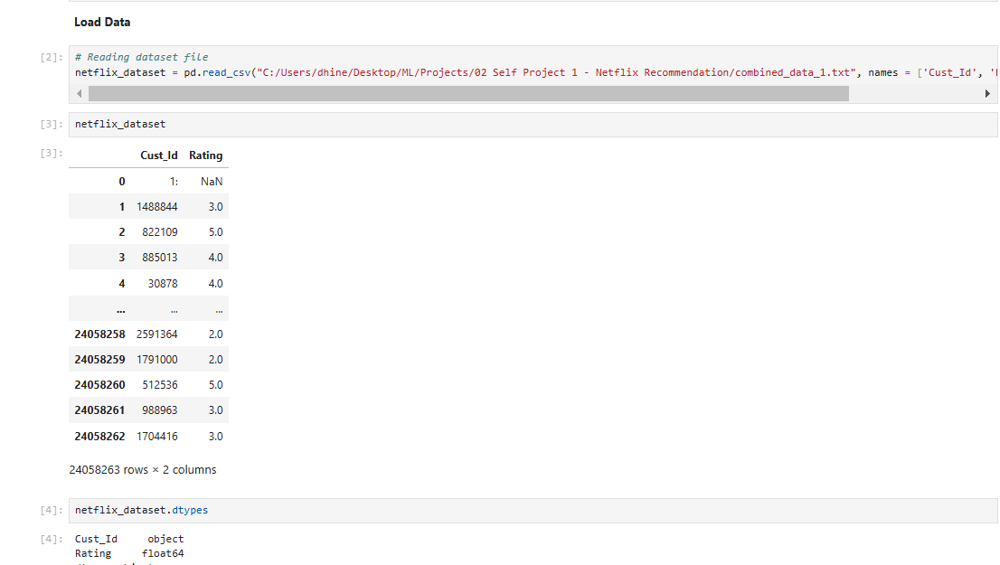 Load Data
[2]:
# Reading dataset file
netflix_dataset = pd.read_csv("C:/Users/dhine/Desktop/ML/Projects/02 Self Project 1 - Netflix Recommendation/combined_data_1.txt", names = ['Cust_Id', '
[3]: netflix_dataset
[3]:
Cust_Id Rating
0 1: NaN
1 1488844 3.0
2 822109 5.0
3 885013 4.0
4 30878 4.0
... ... ...
24058258 2591364 2.0
24058259 1791000 2.0
24058260 512536 5.0
24058261 988963 3.0
24058262 1704416 3.0
24058263 rows × 2 columns
[4]: netflix_dataset.dtypes
[4]: Cust_Id object
Rating float64